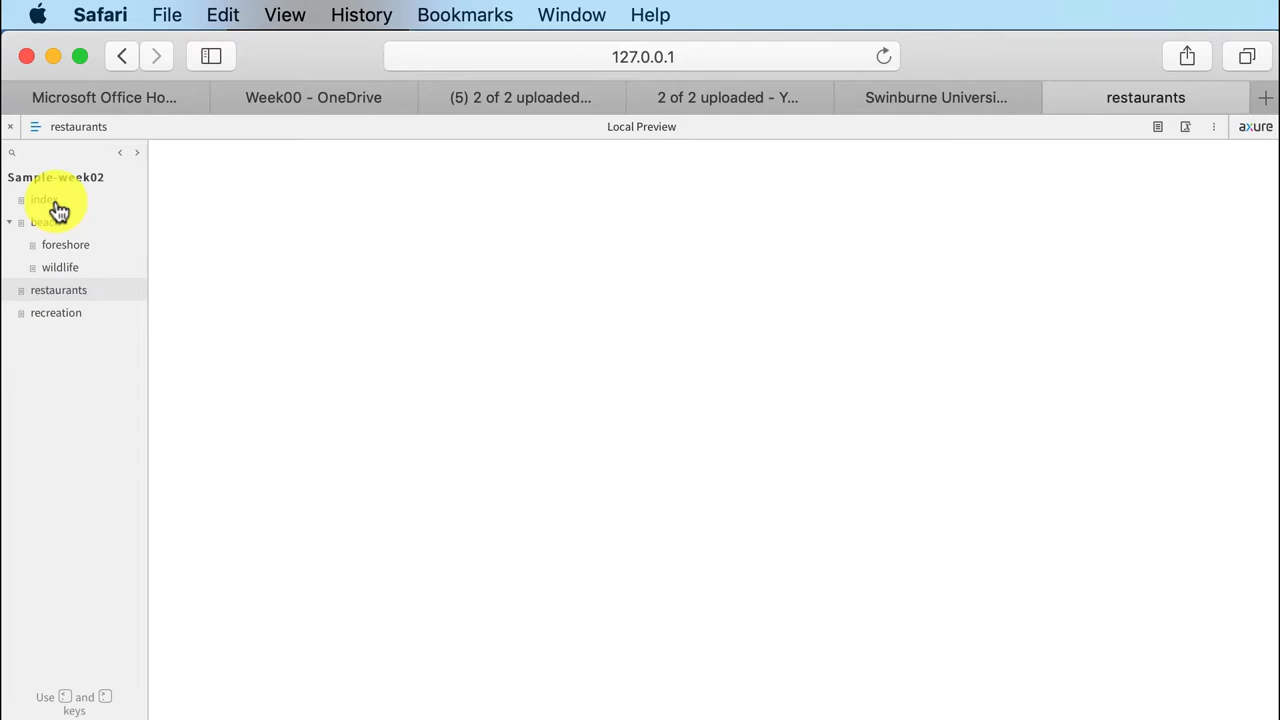 Safari File Edit View History Bookmarks Window Help
127.0.0.1
Microsoft Office Ho... Week00 - OneDrive (5) 2 of 2 uploaded... 2 of 2 uploaded - Y... Swinburne Universi... restaurants
restaurants Local Preview axure
Sample-week02
index
beach
foreshore
wildlife
restaurants
recreation
Use < and >
keys